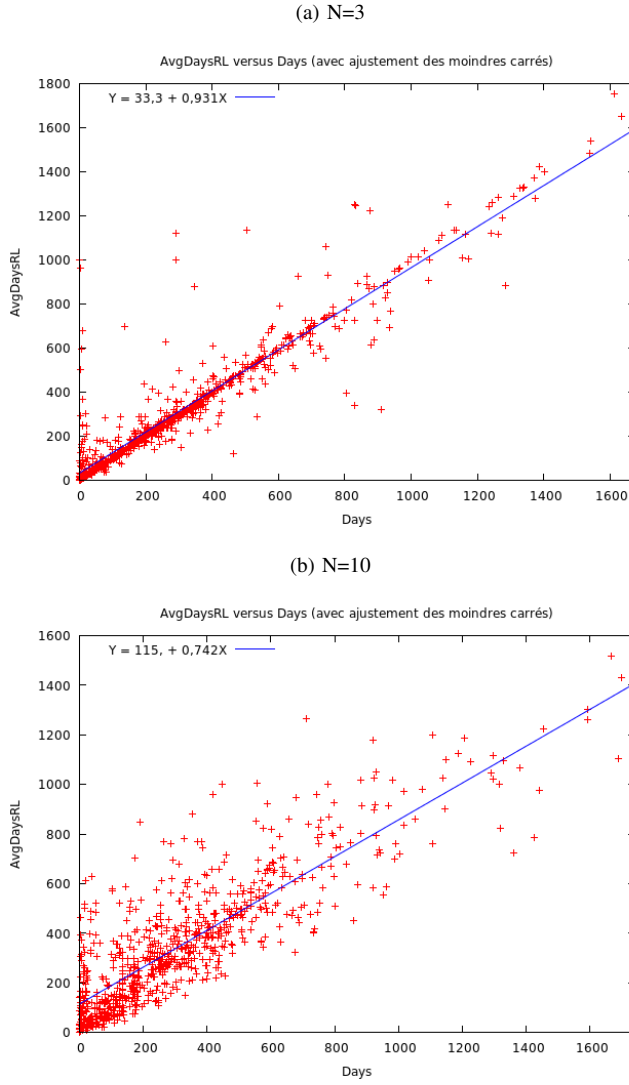 (a) N=3
AvgDaysRL versus Days (avec ajustement des moindres carrés)
Y = 33,3 + 0,931X
1800
1600
1400
1200
1000
800
600
400
200
0
AvgDaysRL
0 200 400 600 800 1000 1200 1400 1600
Days
(b) N=10
AvgDaysRL versus Days (avec ajustement des moindres carrés)
Y = 115, + 0,742X
1600
1400
1200
1000
800
600
400
200
0
AvgDaysRL
0 200 400 600 800 1000 1200 1400 1600
Days